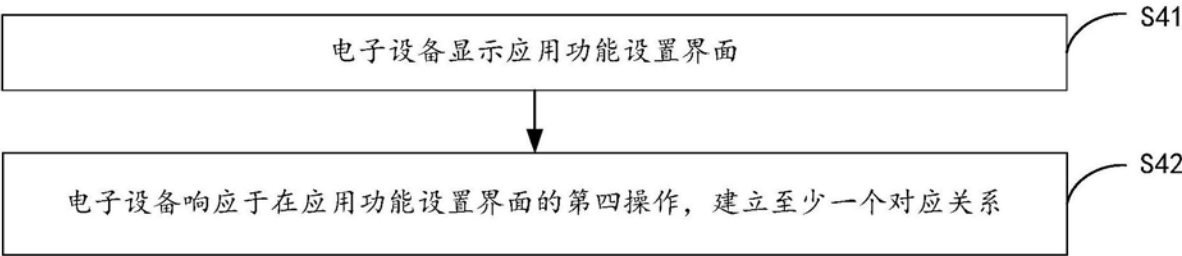 S41
电子设备显示应用功能设置界面
S42
电子设备响应于在应用功能设置界面的第四操作，建立至少一个对应关系